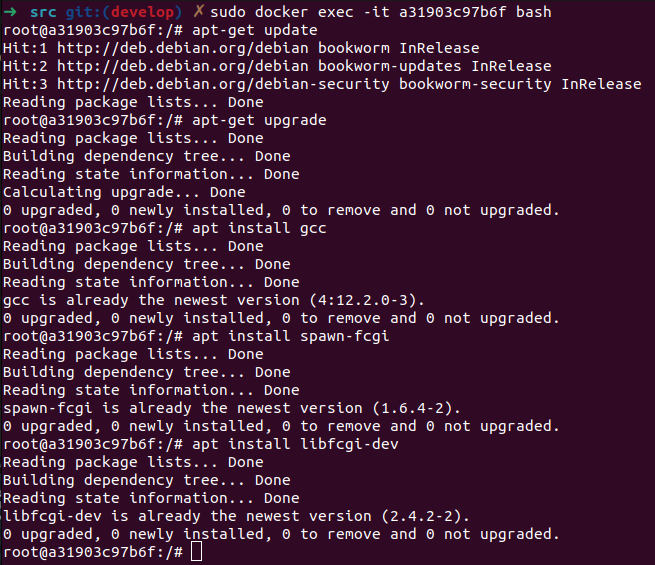 ➜ src git:(develop) ✗ sudo docker exec -it a31903c97b6f bash
root@a31903c97b6f:/# apt-get update
Hit:1 http://deb.debian.org/debian bookworm InRelease
Hit:2 http://deb.debian.org/debian bookworm-updates InRelease
Hit:3 http://deb.debian.org/debian-security bookworm-security InRelease
Reading package lists... Done
root@a31903c97b6f:/# apt-get upgrade
Reading package lists... Done
Building dependency tree... Done
Reading state information... Done
Calculating upgrade... Done
0 upgraded, 0 newly installed, 0 to remove and 0 not upgraded.
root@a31903c97b6f:/# apt install gcc
Reading package lists... Done
Building dependency tree... Done
Reading state information... Done
gcc is already the newest version (4:12.2.0-3).
0 upgraded, 0 newly installed, 0 to remove and 0 not upgraded.
root@a31903c97b6f:/# apt install spawn-fcgi
Reading package lists... Done
Building dependency tree... Done
Reading state information... Done
spawn-fcgi is already the newest version (1.6.4-2).
0 upgraded, 0 newly installed, 0 to remove and 0 not upgraded.
root@a31903c97b6f:/# apt install libfcgi-dev
Reading package lists... Done
Building dependency tree... Done
Reading state information... Done
libfcgi-dev is already the newest version (2.4.2-2).
0 upgraded, 0 newly installed, 0 to remove and 0 not upgraded.
root@a31903c97b6f:/#